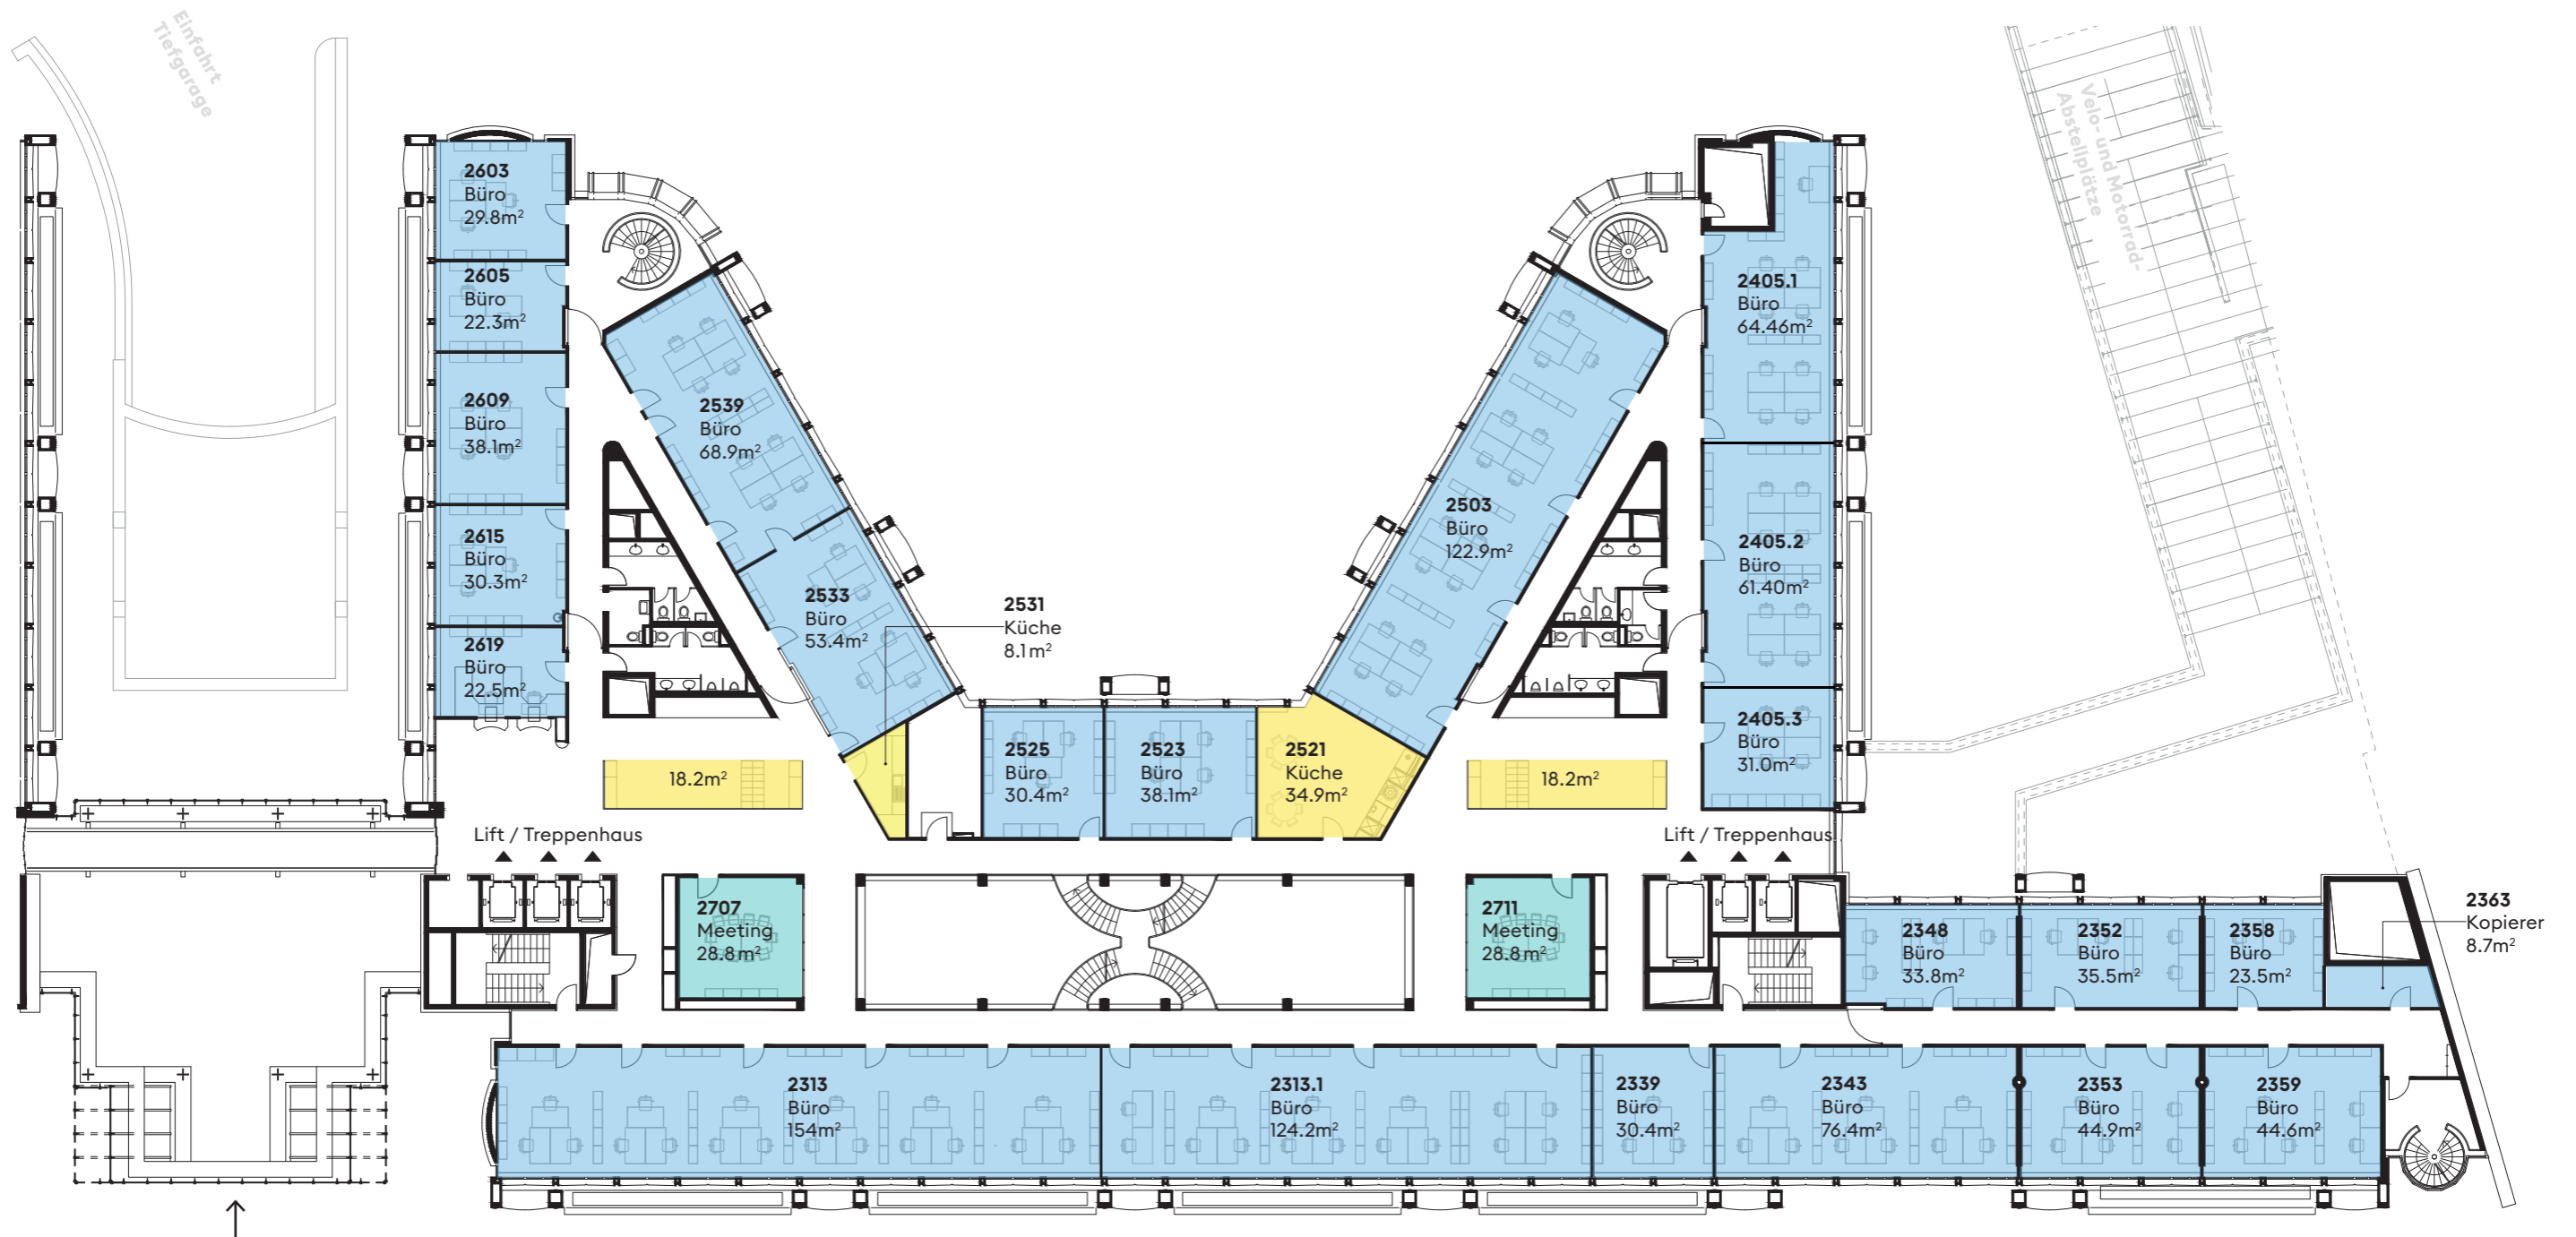 Einfahrt
Tiefgarage
Velo- und Motorrad-
Abstellplätze
2603
Büro
29.8m²
2605
Büro
22.3m²
2609
Büro
38.1m²
2615
Büro
30.3m²
2619
Büro
22.5m²
2539
Büro
68.9m²
2533
Büro
53.4m²
2531
Küche
8.1m²
2503
Büro
122.9m²
2405.1
Büro
64.46m²
2405.2
Büro
61.40m²
2405.3
Büro
31.0m²
18.2m²
2525
Büro
30.4m²
2523
Büro
38.1m²
2521
Küche
34.9m²
18.2m²
Lift / Treppenhaus
Lift / Treppenhaus
2707
Meeting
28.8m²
2711
Meeting
28.8m²
2348
Büro
33.8m²
2352
Büro
35.5m²
2358
Büro
23.5m²
2363
Kopierer
8.7m²
2313
Büro
154m²
2313.1
Büro
124.2m²
2339
Büro
30.4m²
2343
Büro
76.4m²
2353
Büro
44.9m²
2359
Büro
44.6m²